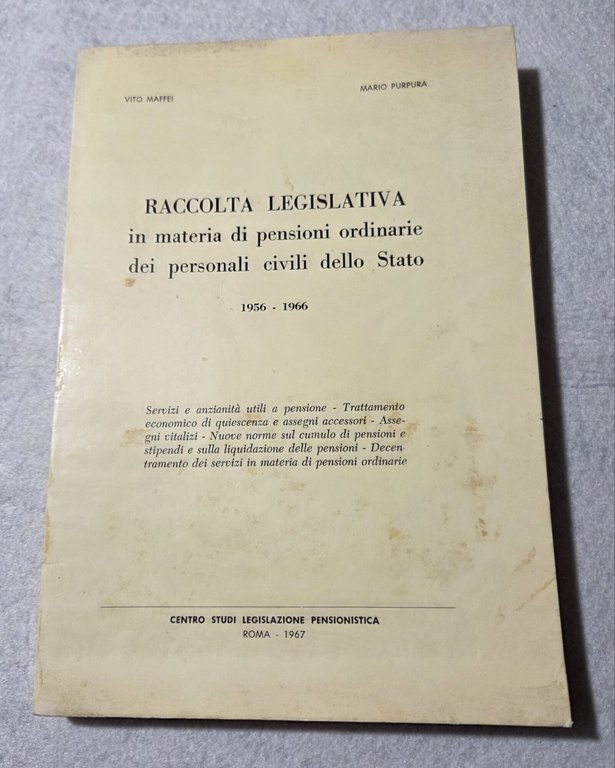 VITO MAFFEI
MARIO PURPURA
RACCOLTA LEGISLATIVA
in materia di pensioni ordinarie
dei personali civili dello Stato
1956 - 1966
Servizi e anzianità utili a pensione - Trattamento
economico di quiescenza e assegni accessori - Asse-
gni vitalizi - Nuove norme sul cumulo di pensioni e
stipendi e sulla liquidazione delle pensioni - Decen-
tramento dei servizi in materia di pensioni ordinarie
CENTRO STUDI LEGISLAZIONE PENSIONISTICA
ROMA - 1967